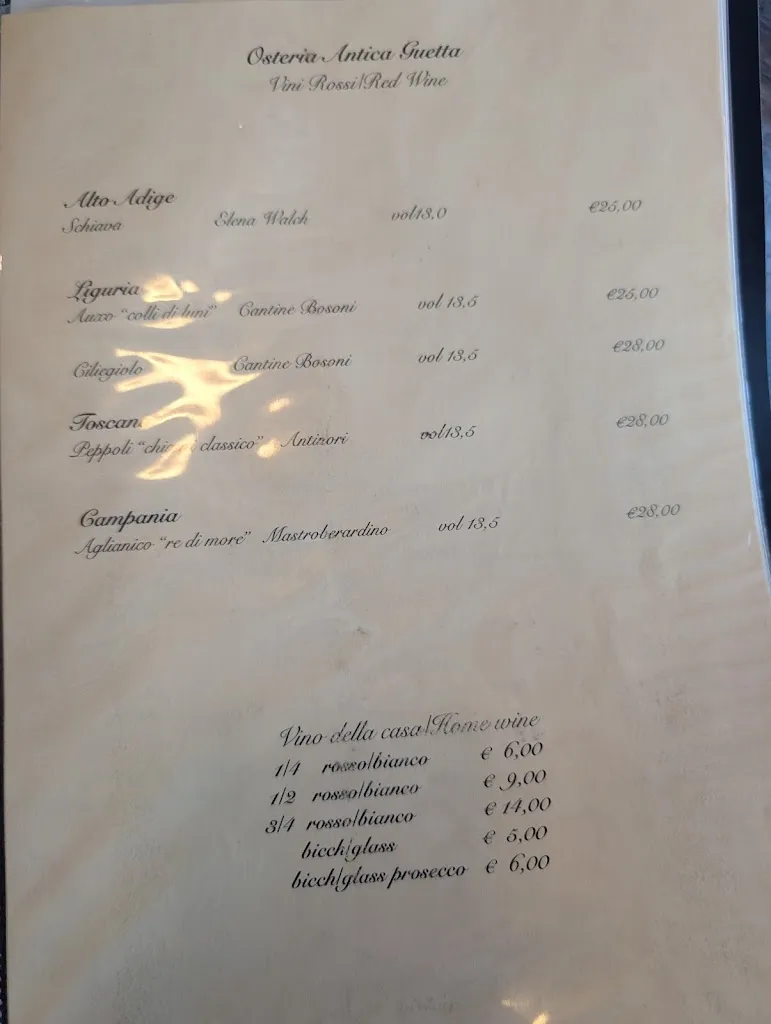 Osteria Antica Guetta
Vini Rossi/Red Wine
Alto Adige
Schiava Elena Walch vol13,0 €25,00
Liguria
Auxo "colli di luni" Cantine Bosoni vol 13,5 €25,00
Ciliegiolo Cantine Bosoni vol 13,5 €28,00
Toscana
Peppoli classico" Antinori vol13,5 €28,00
Campania
Aglianico "re di more" Mastroberardino vol 13,5 €28,00
Vino della casa/Home wine
1/4 rosso/bianco € 6,00
1/2 rosso/bianco € 9,00
3/4 rosso/bianco € 14,00
bicch/glass € 5,00
bicch/glass prosecco € 6,00